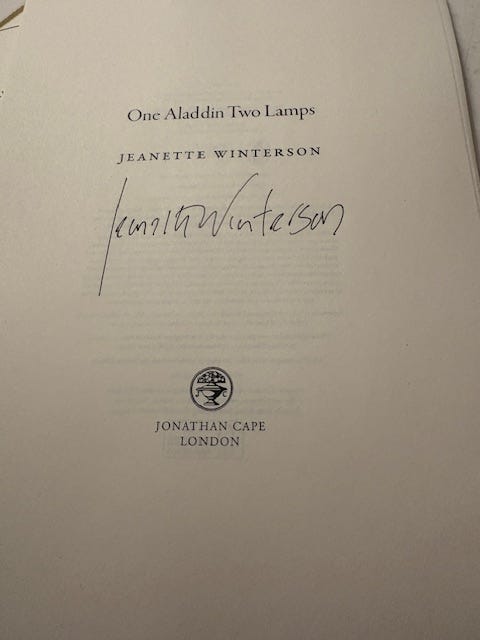 One Aladdin Two Lamps
JEANETTE WINTERSON
Jeanette Winterson
JONATHAN CAPE
LONDON